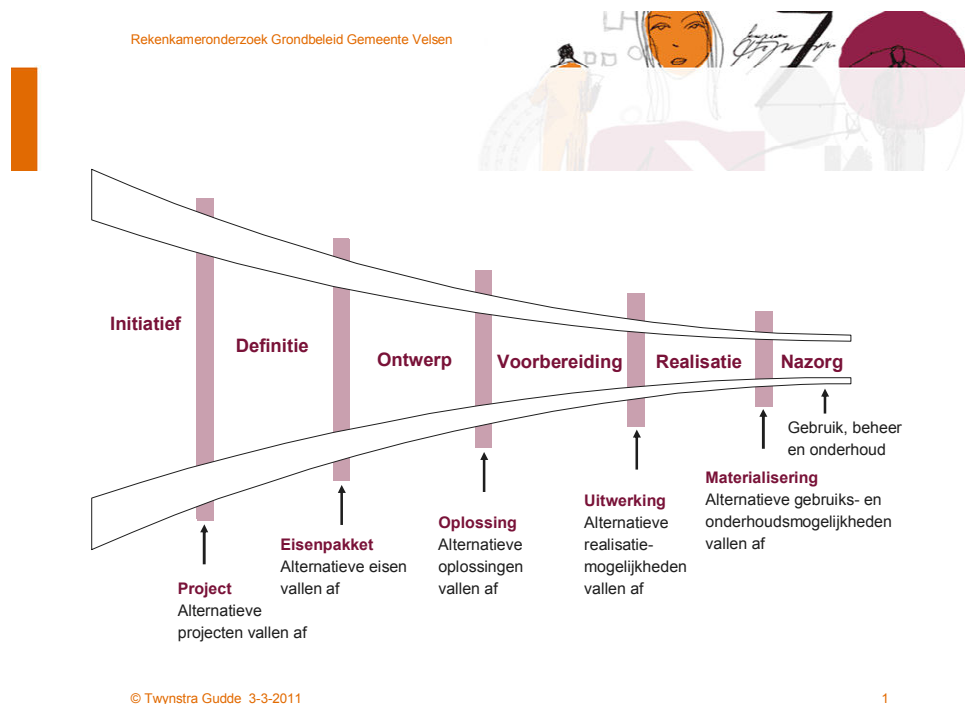 Rekenkameronderzoek Grondbeleid Gemeente Velsen
Initiatief
Definitie
Ontwerp
Voorbereiding
Realisatie
Nazorg
Project
Alternatieve
projecten vallen af
Eisenpakket
Alternatieve eisen
vallen af
Oplossing
Alternatieve
oplossingen
vallen af
Uitwerking
Alternatieve
realisatie-
mogelijkheden
vallen af
Materialisering
Alternatieve gebruiks- en
onderhoudsmogelijkheden
vallen af
Gebruik, beheer
en onderhoud
© Twynstra Gudde 3-3-2011
1